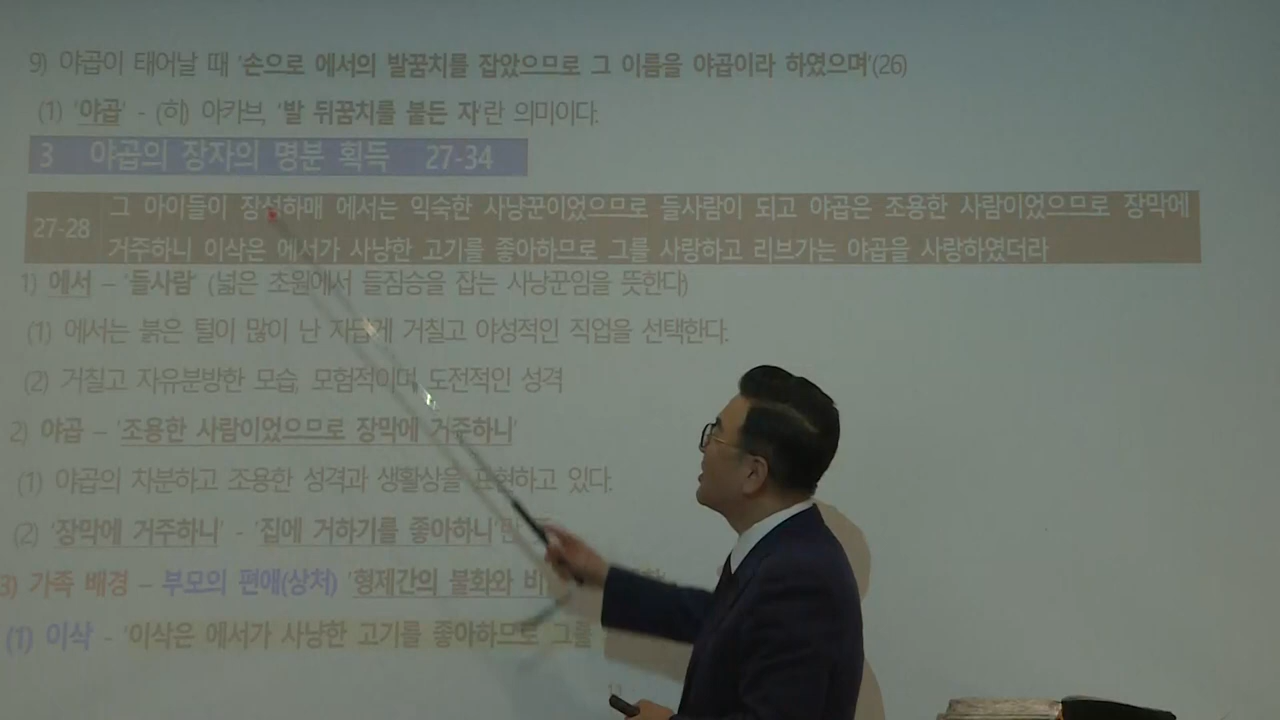 9) 야곱이 태어날 때 '손으로 에서의 발꿈치를 잡았으므로 그 이름을 야곱이라 하였으며'(26)
(1) '야곱' - (히) 아카브, '발 뒤꿈치를 붙든 자'란 의미이다.
3 야곱의 장자의 명분 획득 27-34
27-28 그 아이들이 장성하매 에서는 익숙한 사냥꾼이었으므로 들사람이 되고 야곱은 조용한 사람이었으므로 장막에
거주하니 이삭은 에서가 사냥한 고기를 좋아하므로 그를 사랑하고 리브가는 야곱을 사랑하였더라
1) 에서 – '들사람' (넓은 초원에서 들짐승을 잡는 사냥꾼임을 뜻한다)
(1) 에서는 붉은 털이 많이 난 자답게 거칠고 야성적인 직업을 선택한다.
(2) 거칠고 자유분방한 모습, 모험적이며 도전적인 성격
2) 야곱 – '조용한 사람이었으므로 장막에 거주하니'
(1) 야곱의 차분하고 조용한 성격과 생활상을 표현하고 있다.
(2) '장막에 거주하니' - '집에 거하기를 좋아하니'
3) 가족 배경 – 부모의 편애(상처) '형제간의 불화와
(1) 이삭 - '이삭은 에서가 사냥한 고기를 좋아하므로 그를